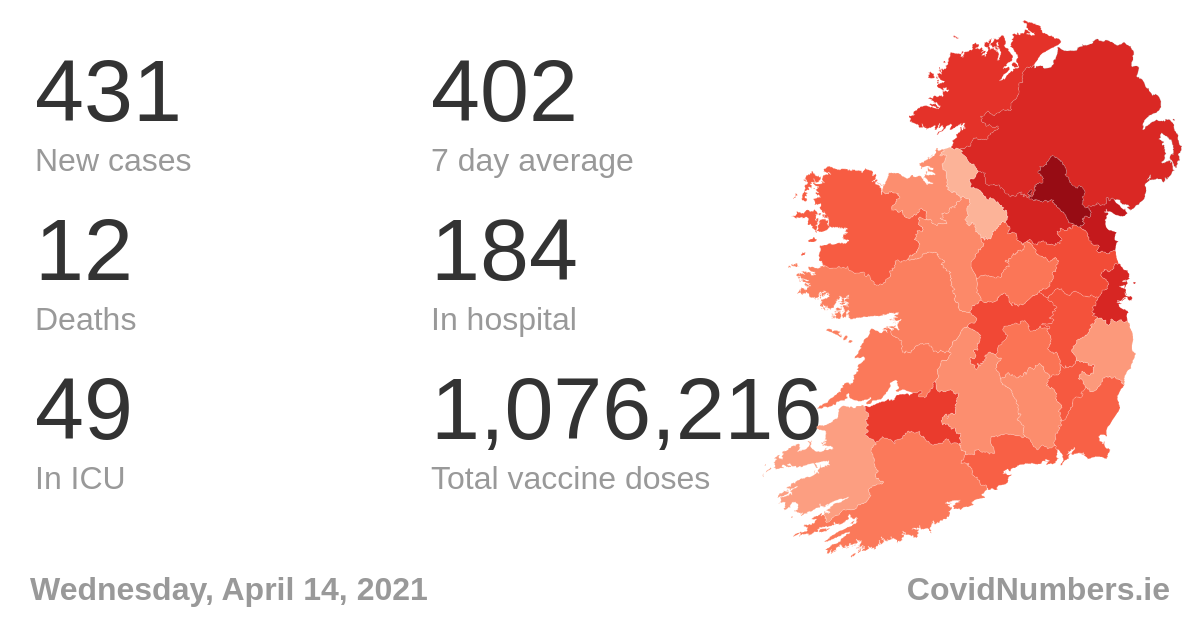 431
New cases
402
7 day average
12
Deaths
184
In hospital
49
In ICU
1,076,216
Total vaccine doses
Wednesday, April 14, 2021
CovidNumbers.ie